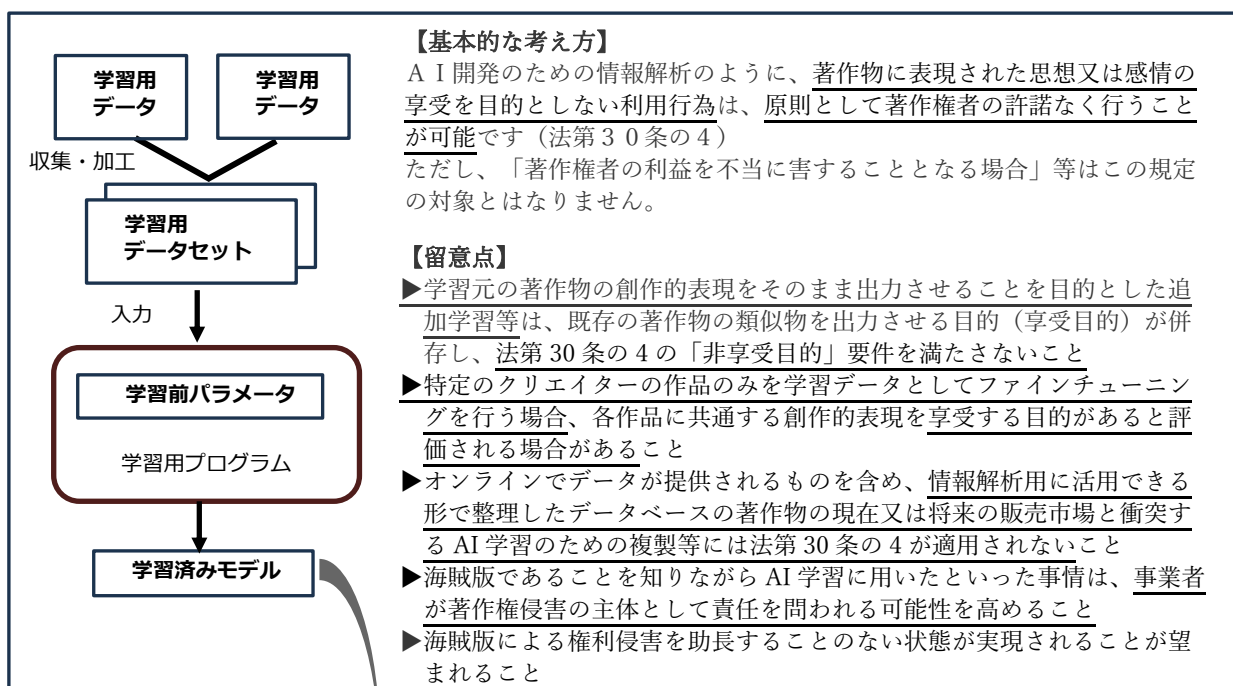 学習用
データ
学習用
データ
収集・加工
学習用
データセット
入力
学習前パラメータ
学習用プログラム
学習済みモデル
【基本的な考え方】
ＡＩ開発のための情報解析のように、著作物に表現された思想又は感情の
享受を目的としない利用行為は、原則として著作権者の許諾なく行うこと
が可能です（法第３０条の４）
ただし、「著作権者の利益を不当に害することとなる場合」等はこの規定
の対象とはなりません。
【留意点】
▶学習元の著作物の創作的表現をそのまま出力させることを目的とした追
加学習等は、既存の著作物の類似物を出力させる目的（享受目的）が併
存し、法第 30 条の 4 の「非享受目的」要件を満たさないこと
▶特定のクリエイターの作品のみを学習データとしてファインチューニン
グを行う場合、各作品に共通する創作的表現を享受する目的があると評
価される場合があること
▶オンラインでデータが提供されるものを含め、情報解析用に活用できる
形で整理したデータベースの著作物の現在又は将来の販売市場と衝突す
る AI 学習のための複製等には法第 30 条の 4 が適用されないこと
▶海賊版であることを知りながら AI 学習に用いたといった事情は、事業者
が著作権侵害の主体として責任を問われる可能性を高めること
▶海賊版による権利侵害を助長することのない状態が実現されることが望
まれること